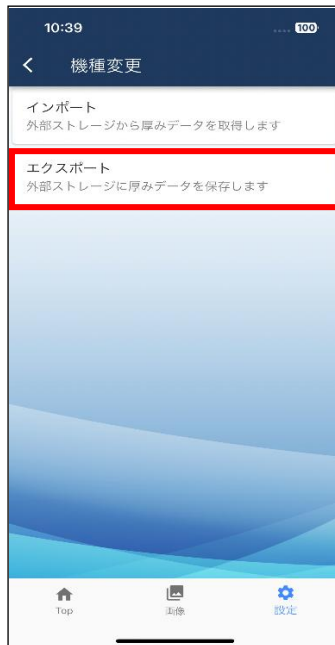 10:39
100
機種変更
インポート
外部ストレージから厚みデータを取得します
エクスポート
外部ストレージに厚みデータを保存します
Top
画像
設定